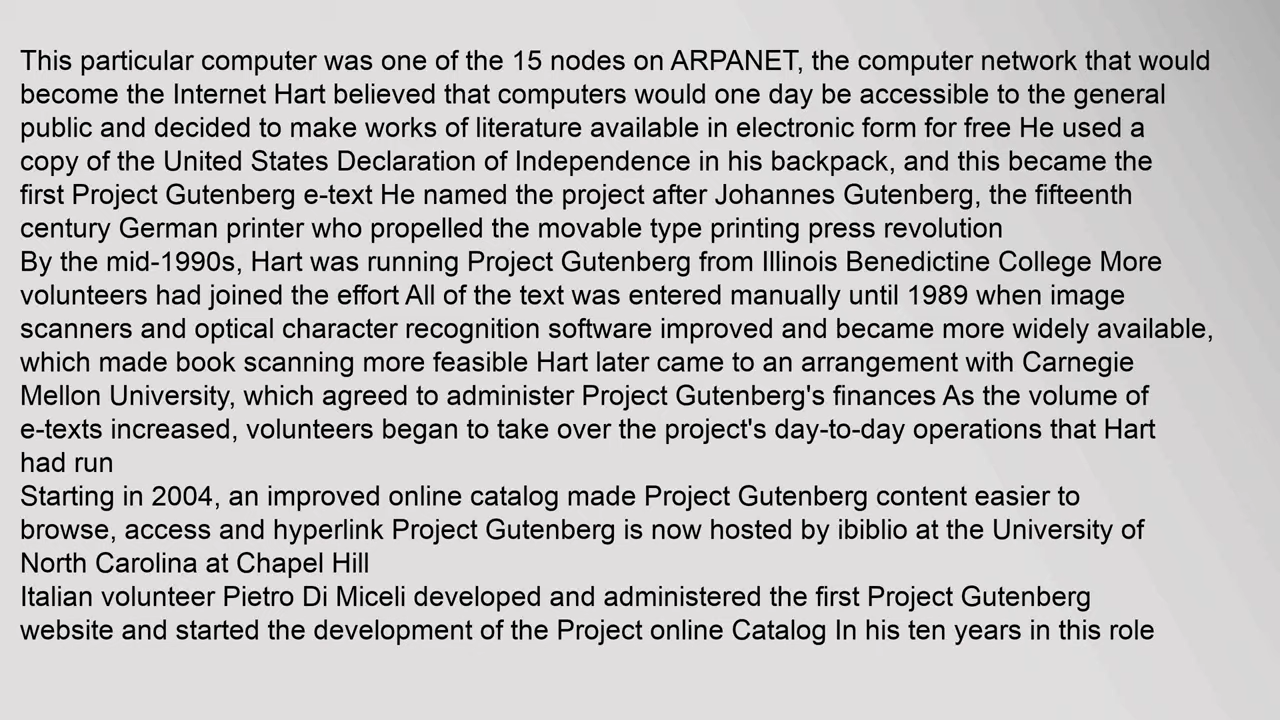 This particular computer was one of the 15 nodes on ARPANET, the computer network that would
become the Internet Hart believed that computers would one day be accessible to the general
public and decided to make works of literature available in electronic form for free He used a
copy of the United States Declaration of Independence in his backpack, and this became the
first Project Gutenberg e-text He named the project after Johannes Gutenberg, the fifteenth
century German printer who propelled the movable type printing press revolution
By the mid-1990s, Hart was running Project Gutenberg from Illinois Benedictine College More
volunteers had joined the effort All of the text was entered manually until 1989 when image
scanners and optical character recognition software improved and became more widely available,
which made book scanning more feasible Hart later came to an arrangement with Carnegie
Mellon University, which agreed to administer Project Gutenberg's finances As the volume of
e-texts increased, volunteers began to take over the project's day-to-day operations that Hart
had run
Starting in 2004, an improved online catalog made Project Gutenberg content easier to
browse, access and hyperlink Project Gutenberg is now hosted by ibiblio at the University of
North Carolina at Chapel Hill
Italian volunteer Pietro Di Miceli developed and administered the first Project Gutenberg
website and started the development of the Project online Catalog In his ten years in this role